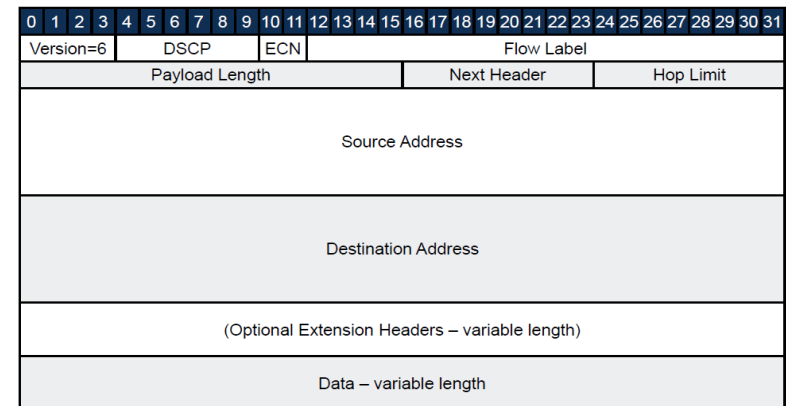 0 1 2 3 4 5 6 7 8 9 10 11 12 13 14 15 16 17 18 19 20 21 22 23 24 25 26 27 28 29 30 31
Version=6 DSCP ECN Flow Label
Payload Length Next Header Hop Limit
Source Address
Destination Address
(Optional Extension Headers – variable length)
Data – variable length